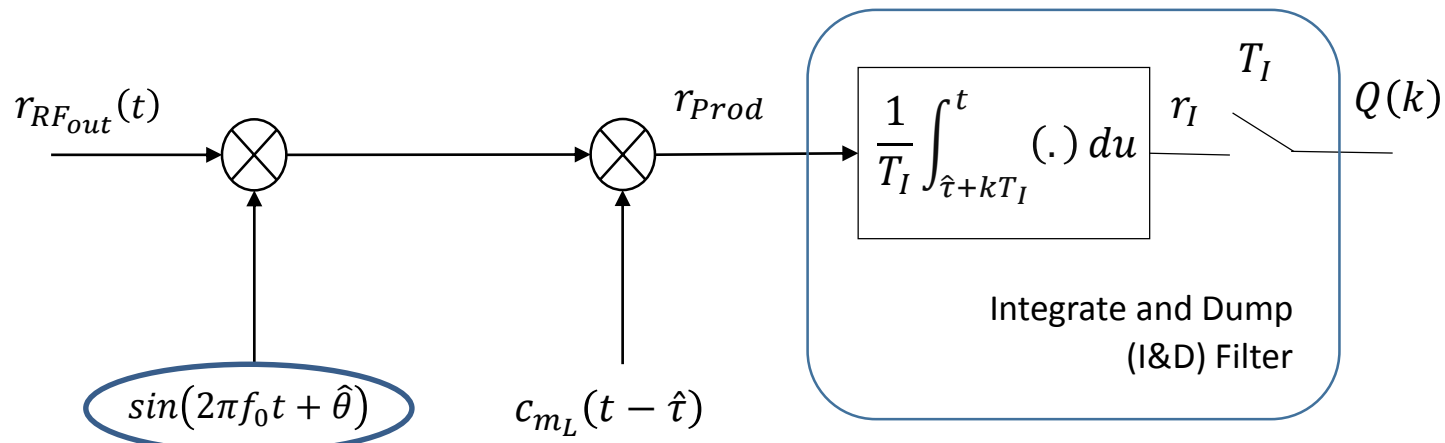 r_{RF_{out}}(t)
r_{Prod}
\frac{1}{T_I} \int_{\hat{\tau}+kT_I}^{t} (.) du
r_I
T_I
Q(k)
Integrate and Dump
(I&D) Filter
sin(2πf_0t + \hat{θ})
c_{m_L}(t − \hat{τ})